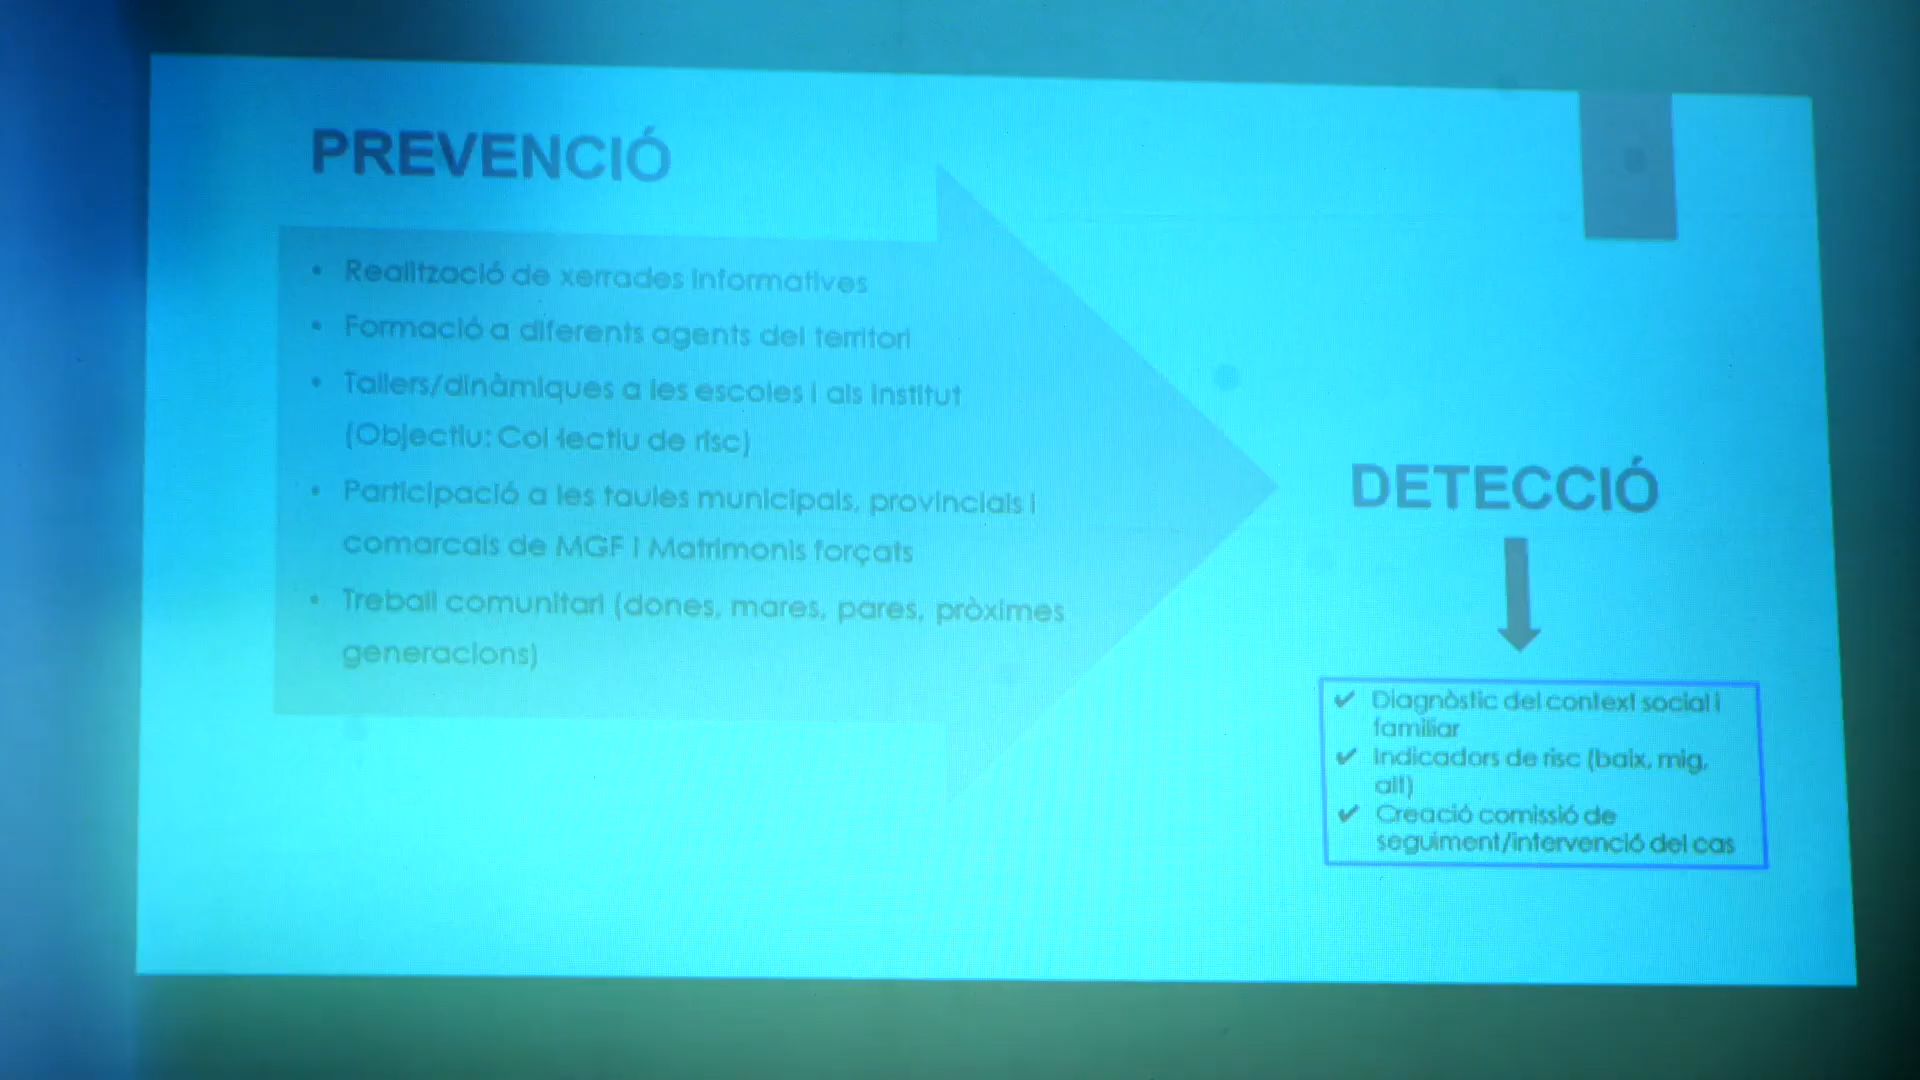 PREVENCIÓ
• Realització de xerrades informatives
• Formació a diferents agents del territori
• Tallers/dinàmiques a les escoles i als institut
(Objectiu: Col·lectiu de risc)
• Participació a les taules municipals, provincials i
comarcals de MGF i Matrimonis forçats
• Treball comunitari (dones, mares, pares, pròximes
generacions)
DETECCIÓ
✔ Diagnòstic del context social i
familiar
✔ Indicadors de risc (baix, mig,
alt)
✔ Creació comissió de
seguiment/intervenció del cas